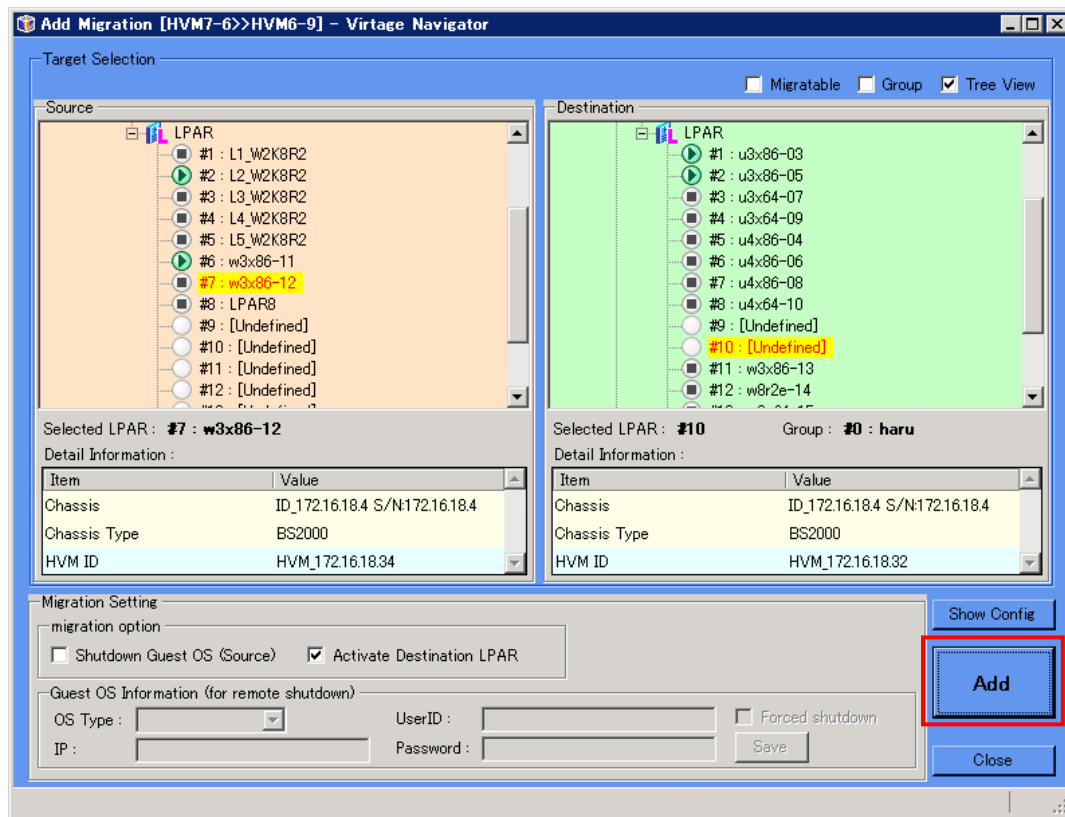 Add Migration [HVM7-6>>HVM6-9] - Virtage Navigator
Target Selection
Migratable Group Tree View
Source
LPAR
#1 : L1_W2K8R2
#2 : L2_W2K8R2
#3 : L3_W2K8R2
#4 : L4_W2K8R2
#5 : L5_W2K8R2
#6 : w3x86-11
#7 : w3x86-12
#8 : LPAR8
#9 : [Undefined]
#10 : [Undefined]
#11 : [Undefined]
#12 : [Undefined]
Selected LPAR : #7 : w3x86-12
Detail Information :
Item Value
Chassis ID_172.16.18.4 S/N:172.16.18.4
Chassis Type BS2000
HVM ID HVM_172.16.18.34
Destination
LPAR
#1 : u3x86-03
#2 : u3x86-05
#3 : u3x64-07
#4 : u3x64-09
#5 : u4x86-04
#6 : u4x86-06
#7 : u4x86-08
#8 : u4x64-10
#9 : [Undefined]
#10 : [Undefined]
#11 : w3x86-13
#12 : w8r2e-14
Selected LPAR : #10 Group : #0 : haru
Detail Information :
Item Value
Chassis ID_172.16.18.4 S/N:172.16.18.4
Chassis Type BS2000
HVM ID HVM_172.16.18.32
Migration Setting
migration option
Shutdown Guest OS (Source) Activate Destination LPAR
Guest OS Information (for remote shutdown)
OS Type : UserID : Forced shutdown
IP : Password : Save
Show Config
Add
Close